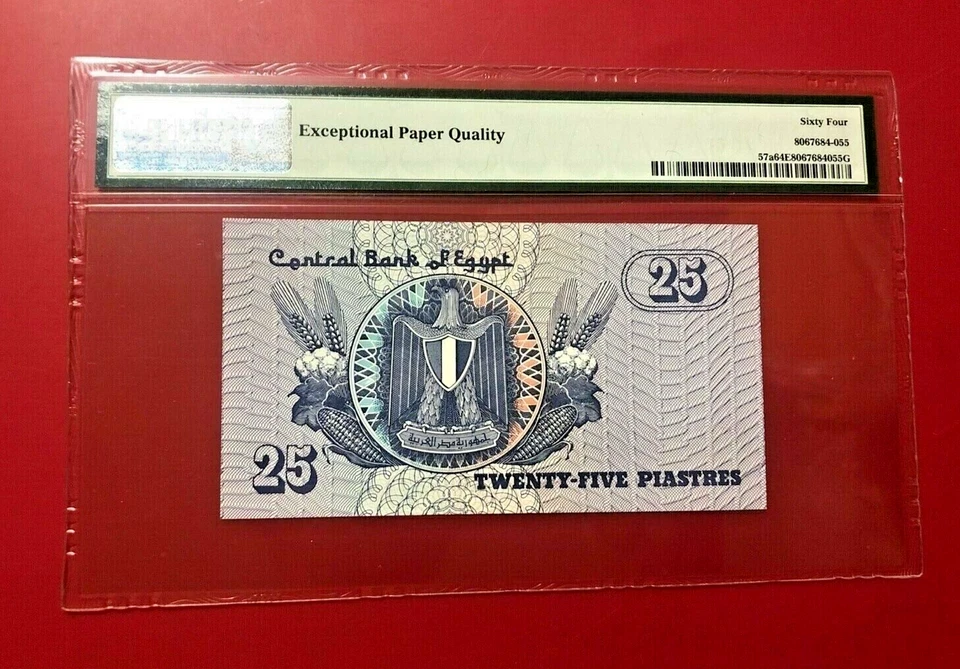 Exceptional Paper Quality
Sixty Four
8067684-055
57a64E8067684055G
Central Bank of Egypt
25
جمهورية مصر العربية
25
TWENTY-FIVE PIASTRES